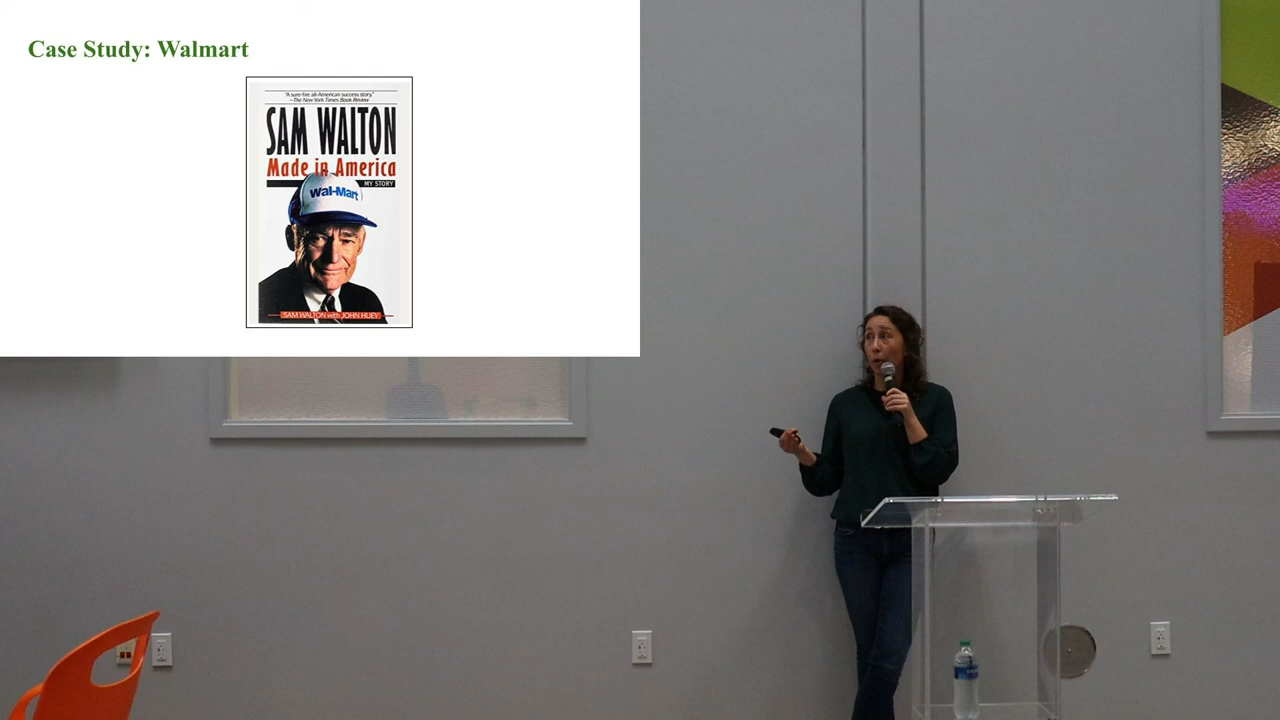 Case Study: Walmart
"A sure-fire all-American success story."
—The New York Times Book Review
SAM WALTON
Made in America
MY STORY
Wal-Mart
SAM WALTON with JOHN HUEY